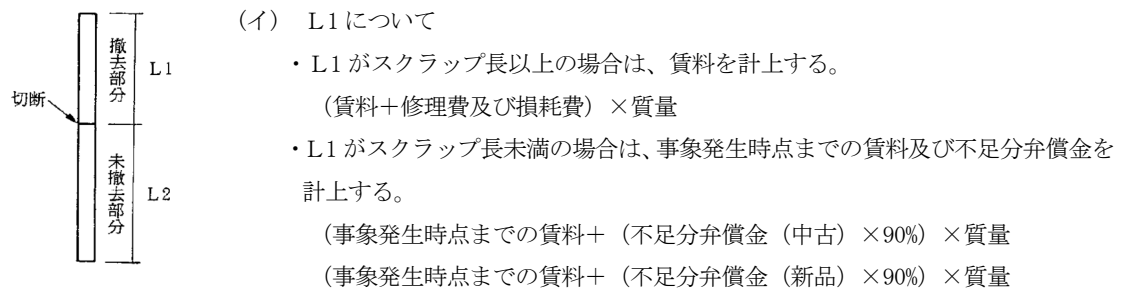 (イ) L1について
・L1がスクラップ長以上の場合は、賃料を計上する。
(賃料+修理費及び損耗費)×質量
・L1がスクラップ長未満の場合は、事象発生時点までの賃料及び不足分弁償金を
計上する。
(事象発生時点までの賃料+(不足分弁償金(中古)×90%)×質量
(事象発生時点までの賃料+(不足分弁償金(新品)×90%)×質量
撤去部分
L1
切断
未撤去部分
L2